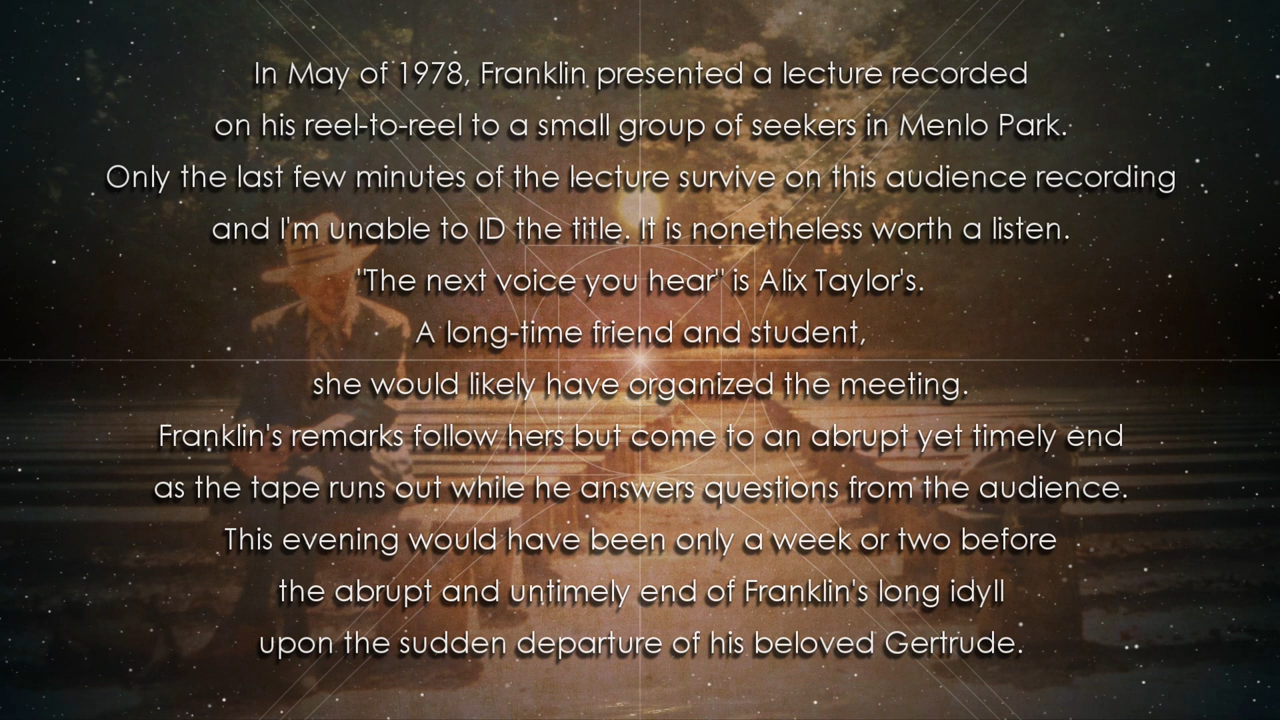 In May of 1978, Franklin presented a lecture recorded
on his reel-to-reel to a small group of seekers in Menlo Park.
Only the last few minutes of the lecture survive on this audience recording
and I'm unable to ID the title. It is nonetheless worth a listen.
"The next voice you hear" is Alix Taylor's.
A long-time friend and student,
she would likely have organized the meeting.
Franklin's remarks follow hers but come to an abrupt yet timely end
as the tape runs out while he answers questions from the audience.
This evening would have been only a week or two before
the abrupt and untimely end of Franklin's long idyll
upon the sudden departure of his beloved Gertrude.